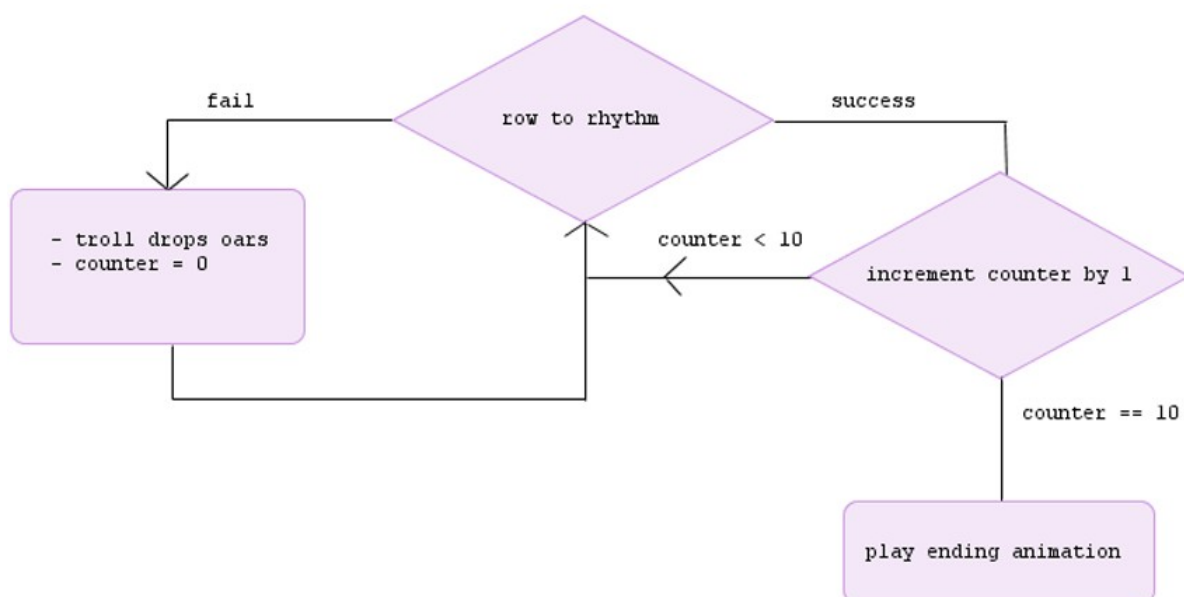 fail
success
row to rhythm
- troll drops oars
- counter = 0
counter < 10
increment counter by 1
counter == 10
play ending animation